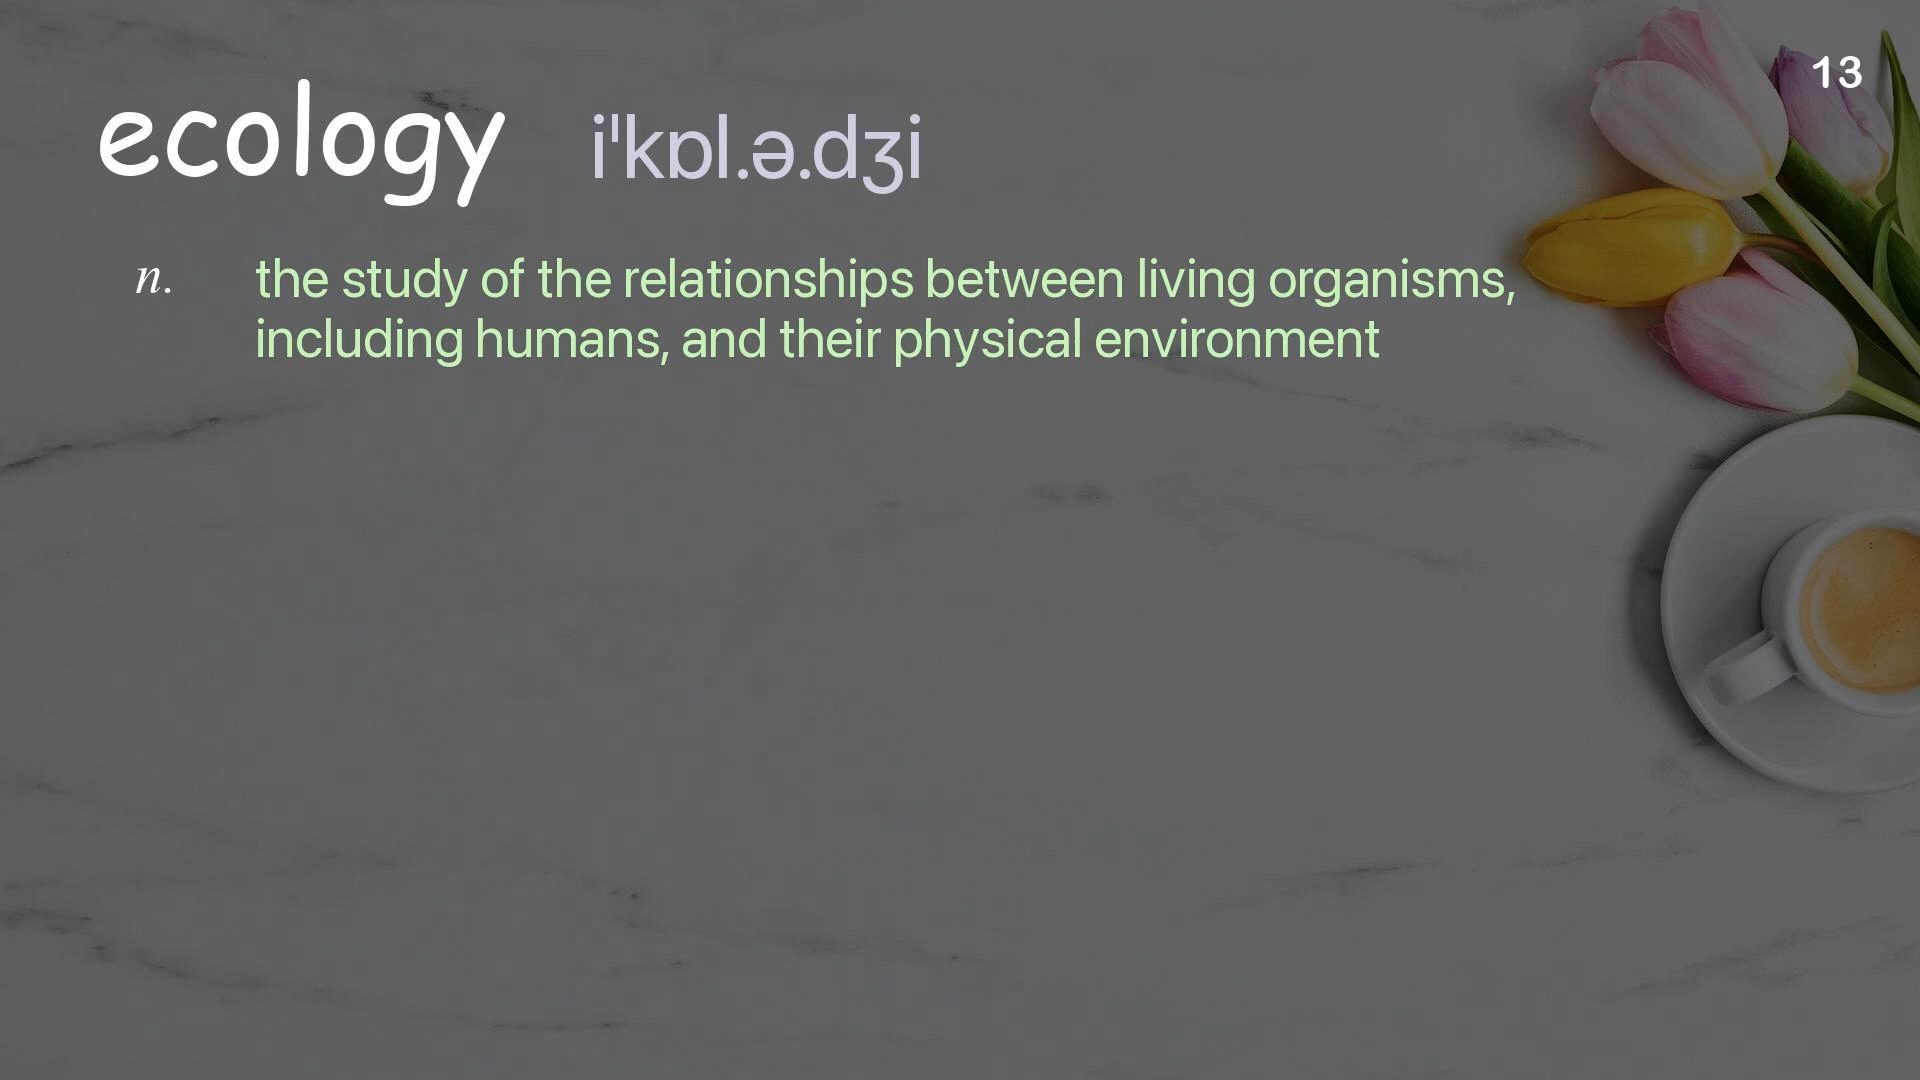 13
ecology iˈkɒl.ə.dʒi
n. the study of the relationships between living organisms,
including humans, and their physical environment